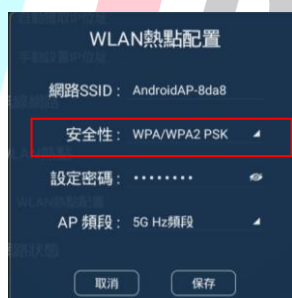 WLAN熱點配置
網路SSID： AndroidAP-8da8
安全性： WPA/WPA2 PSK
設定密碼： ••••••••
AP 頻段： 5G Hz頻段
取消 保存